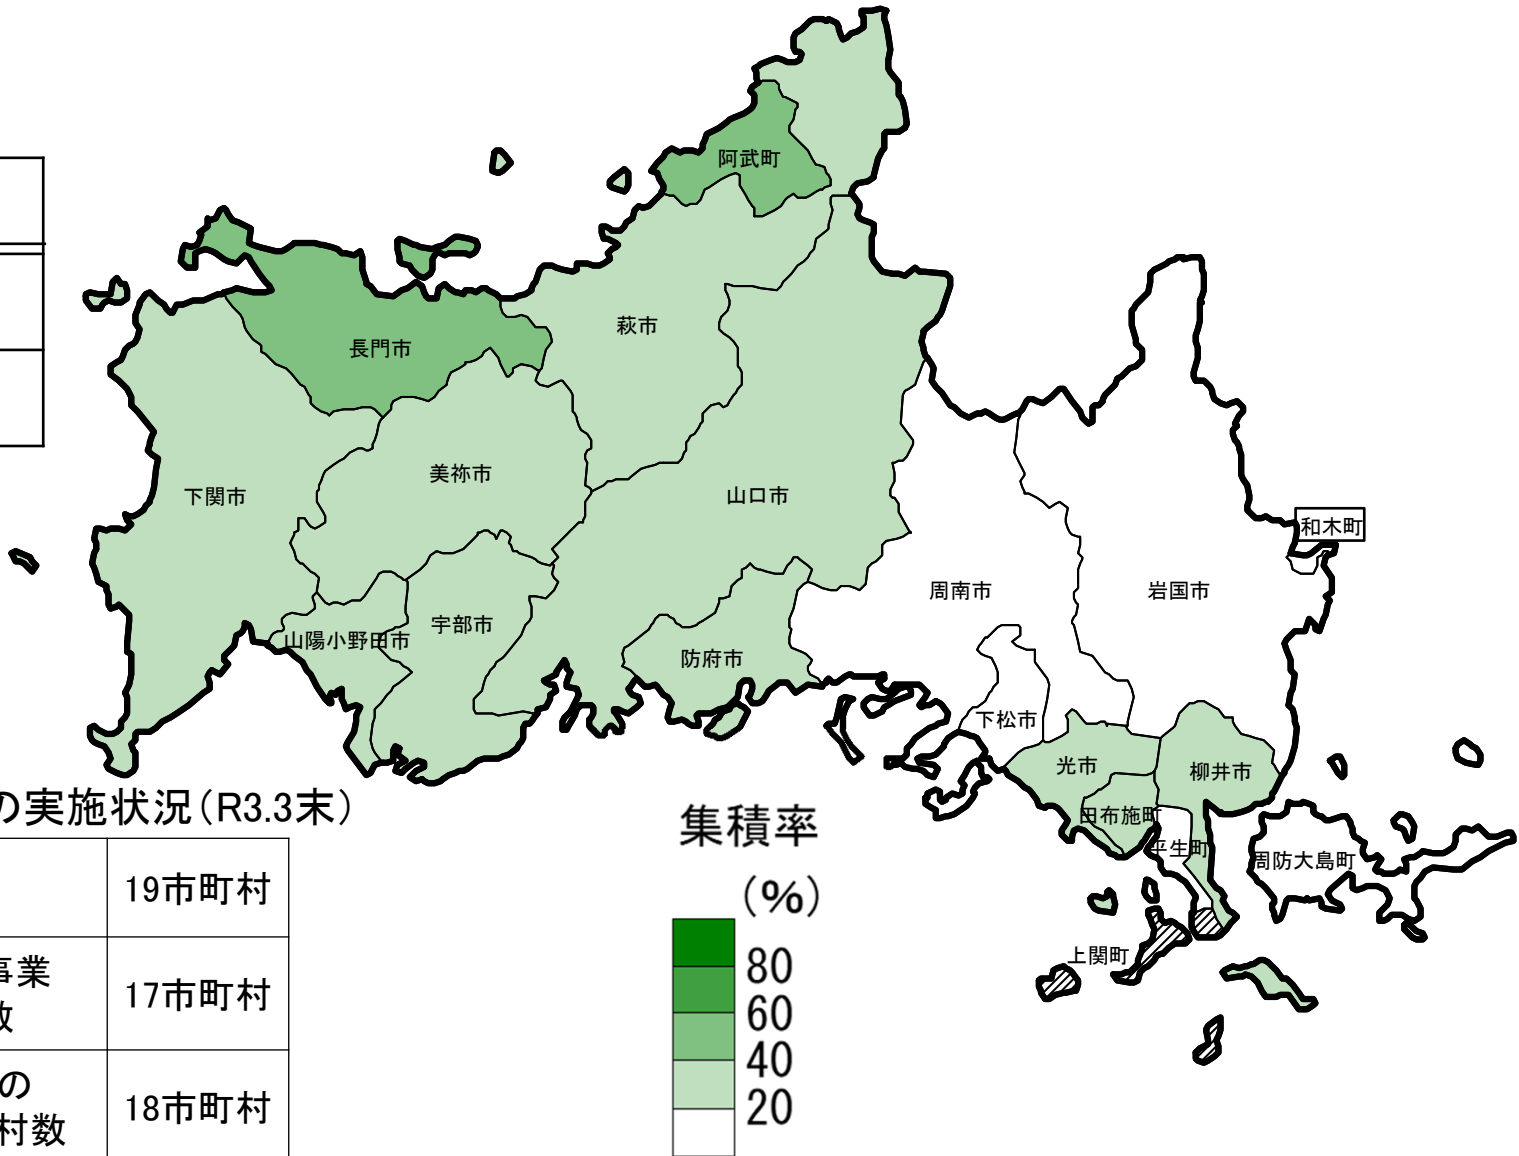 阿武町
萩市
長門市
美祢市
下関市
山口市
和木町
周南市
岩国市
宇部市
山陽小野田市
防府市
下松市
光市
柳井市
田布施町
平生町
周防大島町
上関町
の実施状況（R3.3末）
19市町村
事業
数
17市町村
の
村数
18市町村
集積率
（%）
80
60
40
20